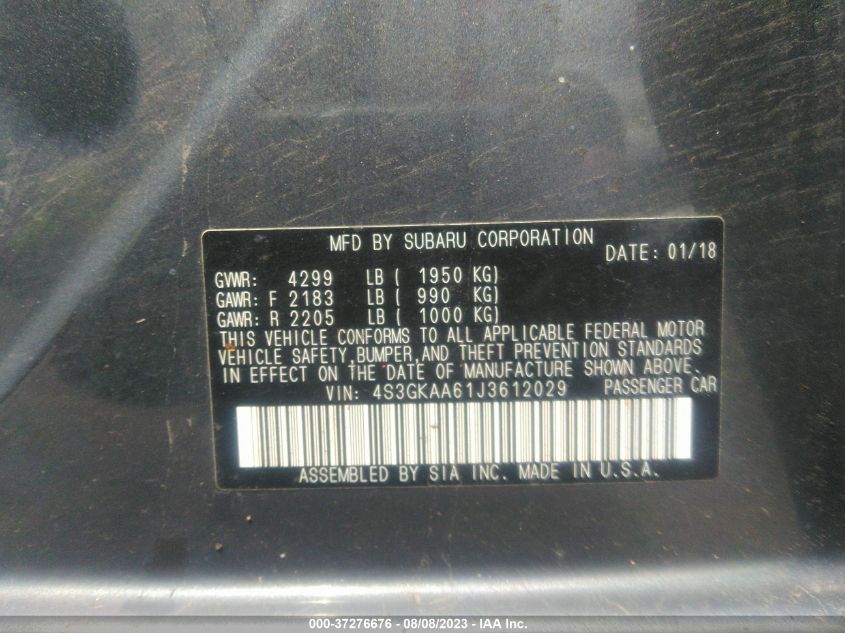 MFD BY SUBARU CORPORATION
DATE: 01/18
GVWR: 4299 LB ( 1950 KG)
GAWR: F 2183 LB ( 990 KG)
GAWR: R 2205 LB ( 1000 KG)
THIS VEHICLE CONFORMS TO ALL APPLICABLE FEDERAL MOTOR
VEHICLE SAFETY,BUMPER,AND THEFT PREVENTION STANDARDS
IN EFFECT ON THE DATE OF MANUFACTURE SHOWN ABOVE.
VIN: 4S3GKAA61J3612029 PASSENGER CAR
ASSEMBLED BY SIA INC. MADE IN U.S.A.
000-37276676 - 08/08/2023 - IAA Inc.